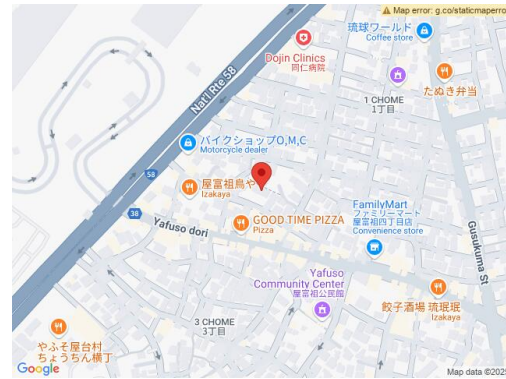 Map error: g.co/staticmaperro
琉球ワールド
Coffee store
Dojin Clinics
同仁病院
たぬき弁当
Nat'l Rte 58
1 CHOME
1丁目
バイクショップO,M,C
Motorcycle dealer
58
屋富祖鳥や
Izakaya
38
GOOD TIME PIZZA
Pizza
FamilyMart
ファミリーマート
屋富祖四丁目店
Convenience store
Yafuso dori
Gusukuma St
Yafuso
Community Center
屋富祖公民館
餃子酒場 琉珉珉
Izakaya
3 CHOME
3丁目
やふそ屋台村
ちょうちん横丁
Google
Map data ©202